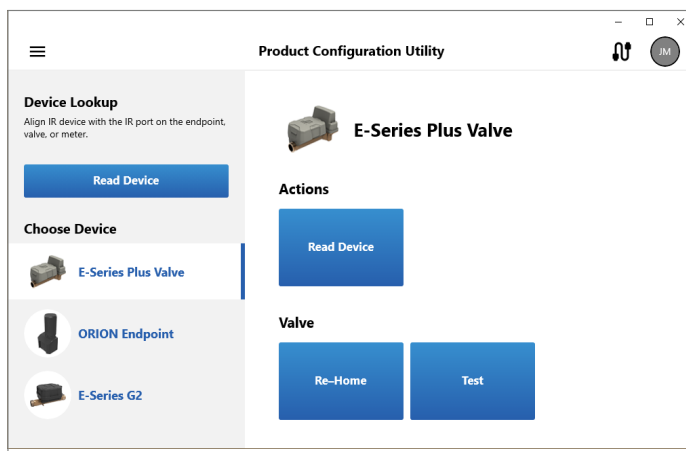 Product Configuration Utility
JM
Device Lookup
Align IR device with the IR port on the endpoint,
valve, or meter.
Read Device
Choose Device
E-Series Plus Valve
ORION Endpoint
E-Series G2
E-Series Plus Valve
Actions
Read Device
Valve
Re–Home
Test